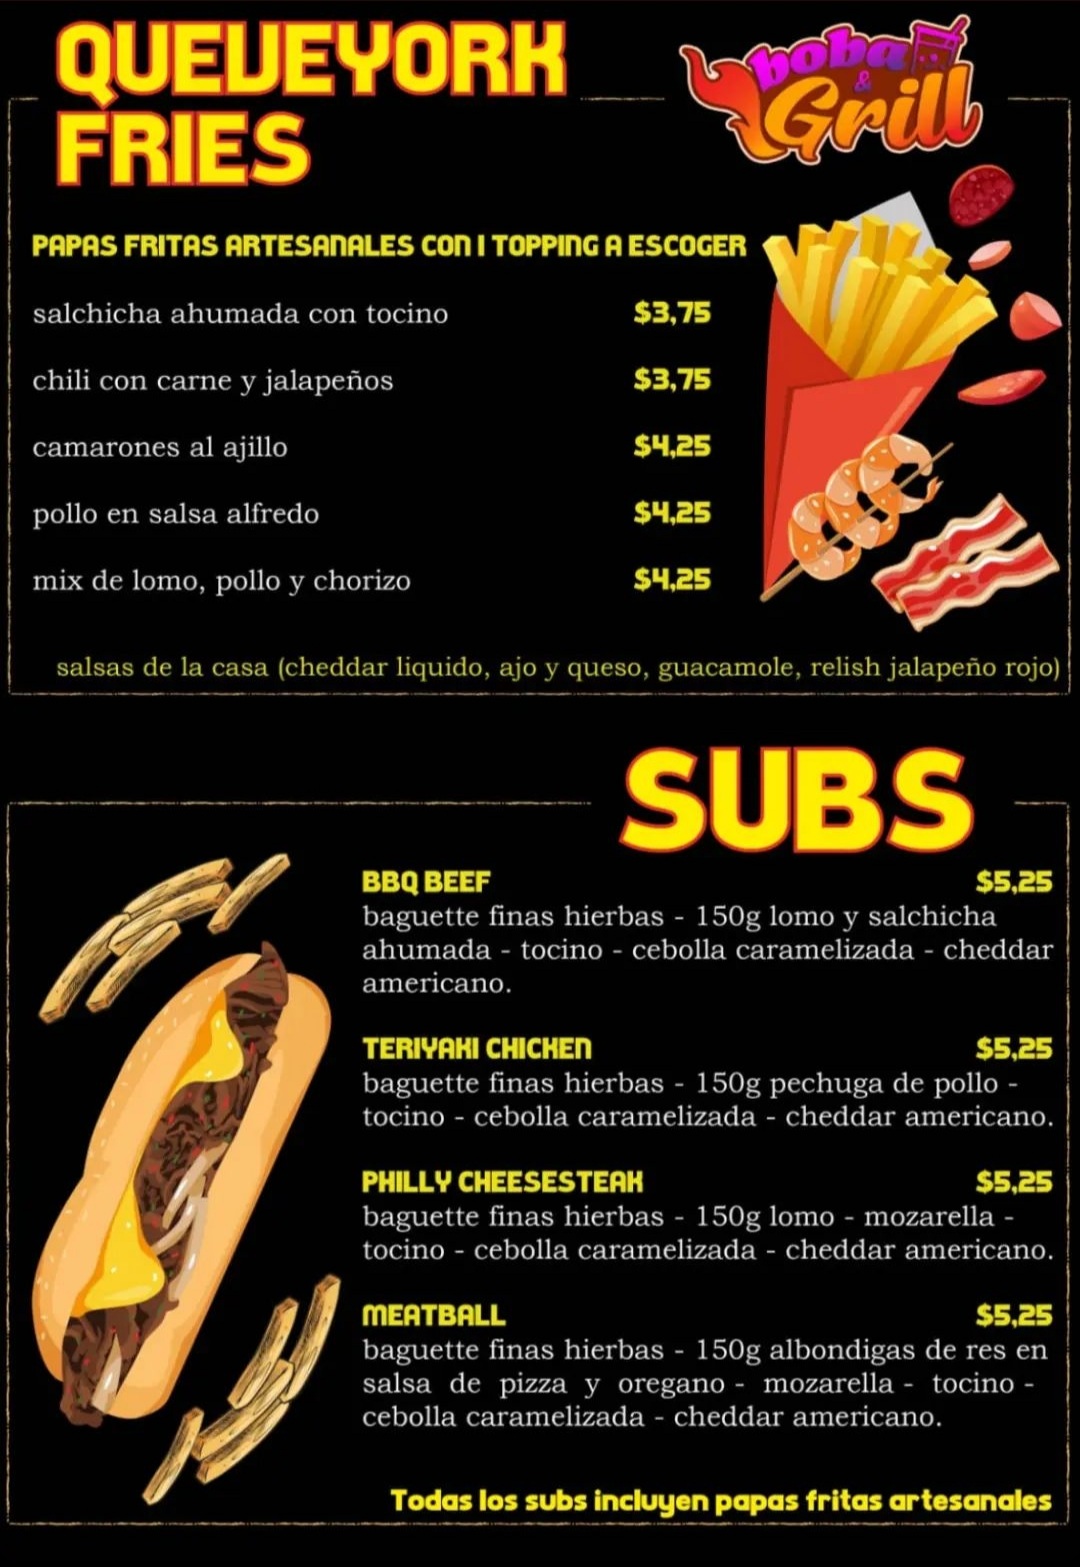 QUEUEYORK
FRIES
boba
&
Grill
PAPAS FRITAS ARTESANALES CON 1 TOPPING A ESCOGER
salchicha ahumada con tocino $3,75
chili con carne y jalapeños $3,75
camarones al ajillo $4,25
pollo en salsa alfredo $4,25
mix de lomo, pollo y chorizo $4,25
salsas de la casa (cheddar liquido, ajo y queso, guacamole, relish jalapeño rojo)
SUBS
BBQ BEEF $5,25
baguette finas hierbas - 150g lomo y salchicha
ahumada - tocino - cebolla caramelizada - cheddar
americano.
TERIYAKI CHICKEN $5,25
baguette finas hierbas - 150g pechuga de pollo -
tocino - cebolla caramelizada - cheddar americano.
PHILLY CHEESESTEAK $5,25
baguette finas hierbas - 150g lomo - mozarella -
tocino - cebolla caramelizada - cheddar americano.
MEATBALL $5,25
baguette finas hierbas - 150g albondigas de res en
salsa de pizza y oregano - mozarella - tocino -
cebolla caramelizada - cheddar americano.
Todas los subs incluyen papas fritas artesanales